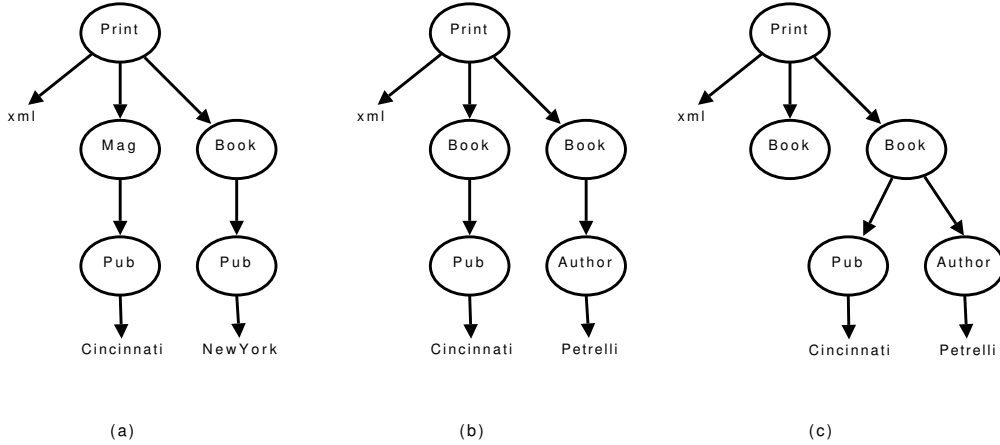 Print Print Print
xml xml xml
Mag Book Book Book Book Book
Pub Pub Pub Author Pub Author
Cincinnati NewYork Cincinnati Petrelli Cincinnati Petrelli
(a) (b) (c)